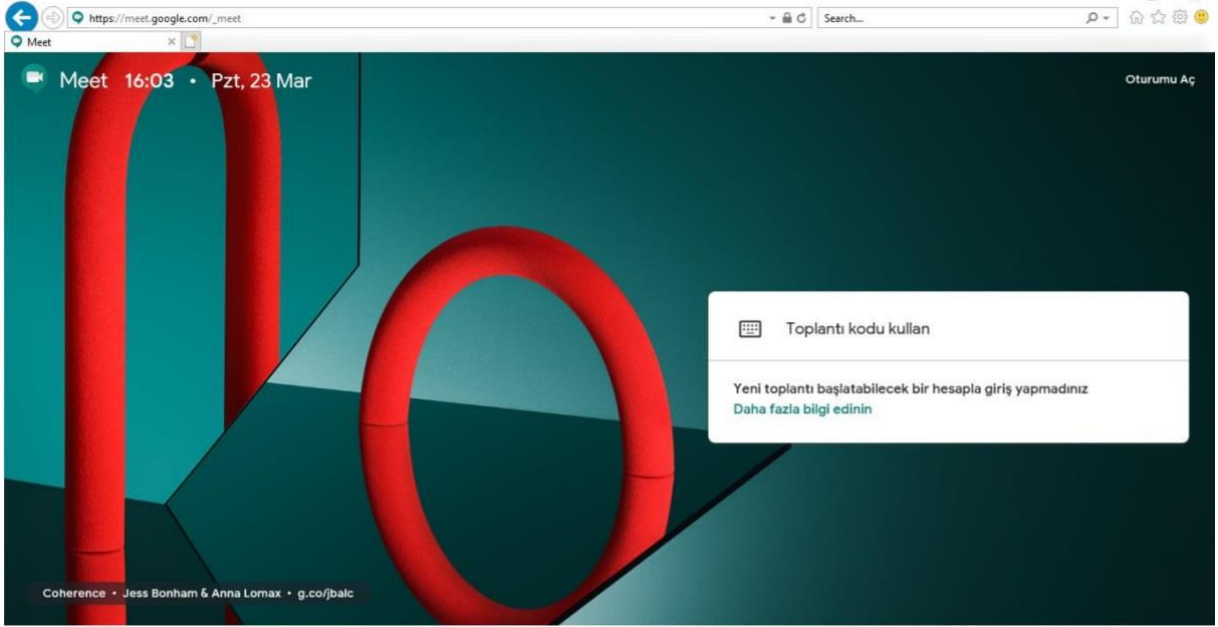 https://meet.google.com/_meet
Search...
Meet
Meet 16:03 • Pzt, 23 Mar
Oturumu Aç
Toplantı kodu kullan
Yeni toplantı başlatabilecek bir hesapla giriş yapmadınız
Daha fazla bilgi edinin
Coherence • Jess Bonham & Anna Lomax • g.co/jbalc